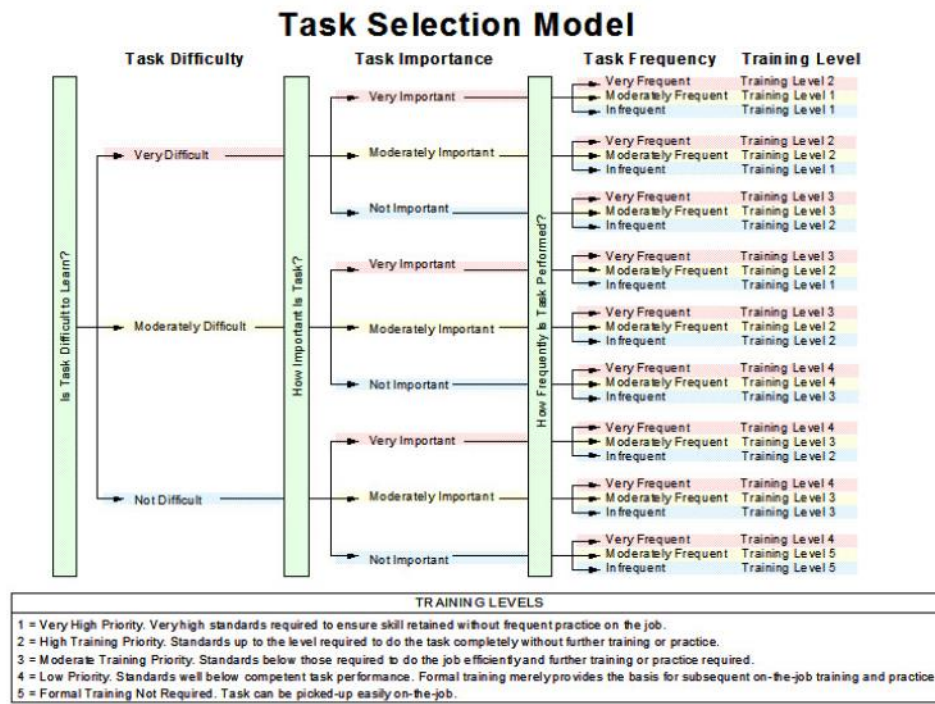 Task Selection Model
Task Difficulty Task Importance Task Frequency Training Level
Is Task Difficult to Learn?
Very Difficult
Moderately Difficult
Not Difficult
How Important Is Task?
Very Important
Moderately Important
Not Important
Very Important
Moderately Important
Not Important
Very Important
Moderately Important
Not Important
How Frequently Is Task Performed?
Very Frequent Training Level 2
Moderately Frequent Training Level 1
Infrequent Training Level 1
Very Frequent Training Level 2
Moderately Frequent Training Level 2
Infrequent Training Level 1
Very Frequent Training Level 3
Moderately Frequent Training Level 3
Infrequent Training Level 2
Very Frequent Training Level 3
Moderately Frequent Training Level 2
Infrequent Training Level 1
Very Frequent Training Level 3
Moderately Frequent Training Level 2
Infrequent Training Level 2
Very Frequent Training Level 4
Moderately Frequent Training Level 4
Infrequent Training Level 3
Very Frequent Training Level 4
Moderately Frequent Training Level 3
Infrequent Training Level 2
Very Frequent Training Level 4
Moderately Frequent Training Level 3
Infrequent Training Level 3
Very Frequent Training Level 4
Moderately Frequent Training Level 5
Infrequent Training Level 5
TRAINING LEVELS
1 = Very High Priority. Very high standards required to ensure skill retained without frequent practice on the job.
2 = High Training Priority. Standards up to the level required to do the task completely without further training or practice.
3 = Moderate Training Priority. Standards below those required to do the job efficiently and further training or practice required.
4 = Low Priority. Standards well below competent task performance. Formal training merely provides the basis for subsequent on-the-job training and practice
5 = Formal Training Not Required. Task can be picked-up easily on-the-job.